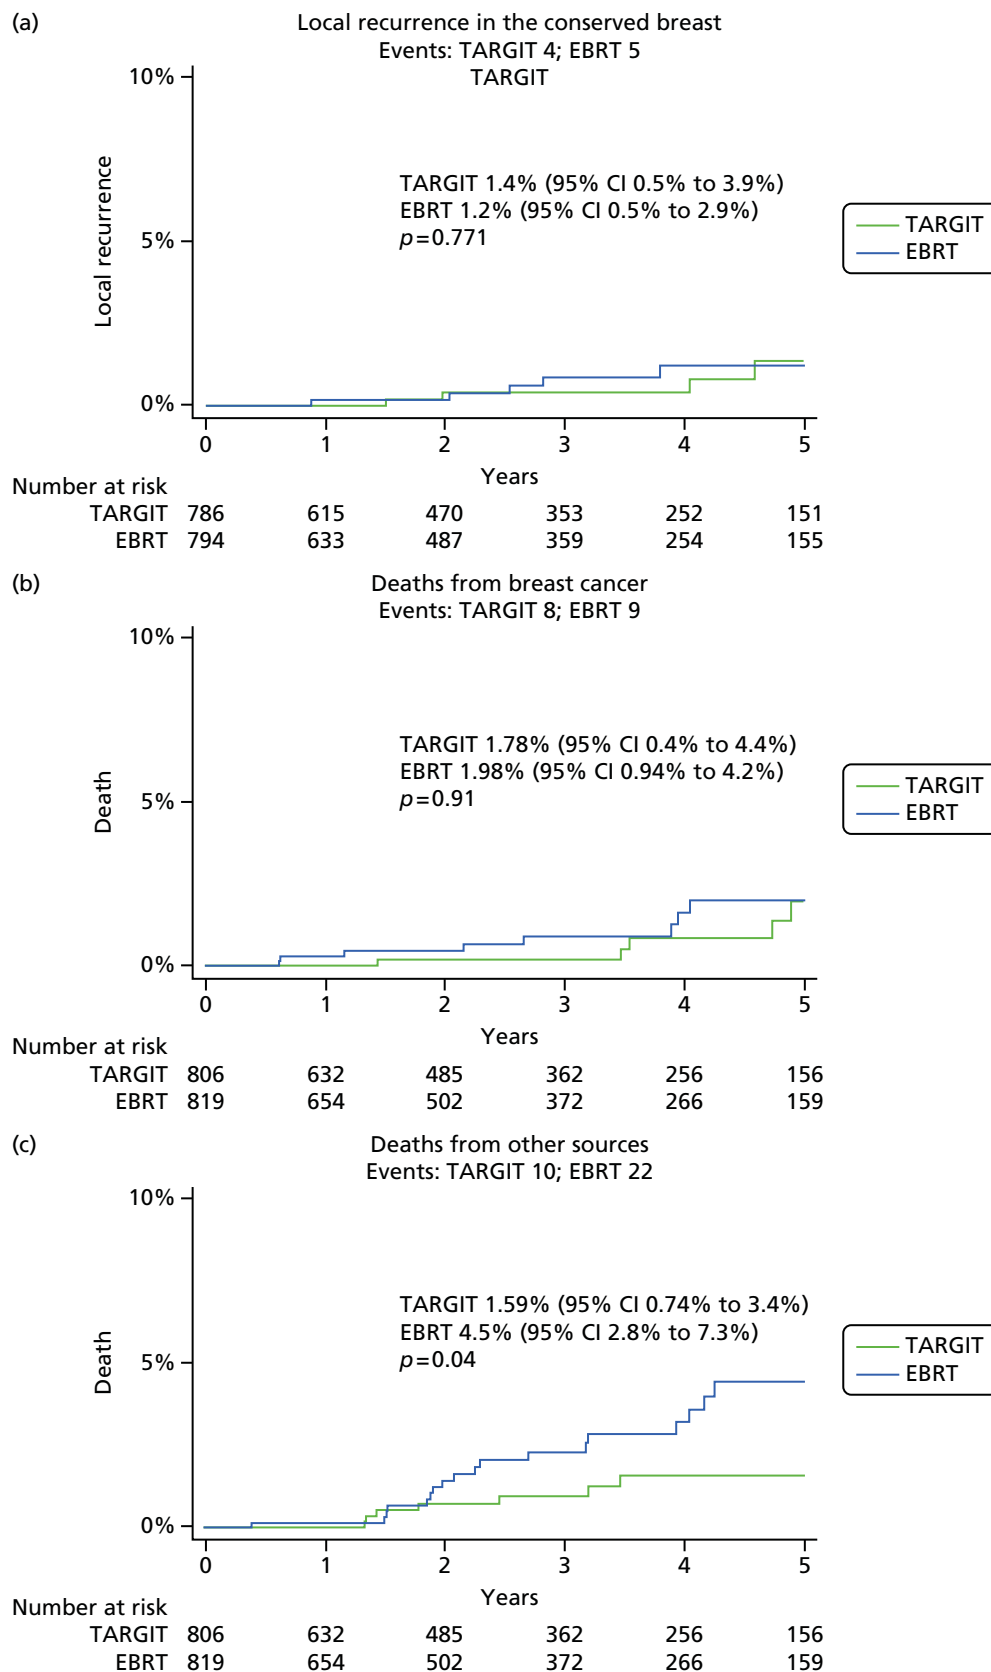 (a)
Local recurrence in the conserved breast
Events: TARGIT 4; EBRT 5
TARGIT
10%
5%
0%
Local recurrence
TARGIT 1.4% (95% CI 0.5% to 3.9%)
EBRT 1.2% (95% CI 0.5% to 2.9%)
p=0.771
TARGIT
EBRT
0 1 2 3 4 5
Years
Number at risk
TARGIT 786 615 470 353 252 151
EBRT 794 633 487 359 254 155
(b)
Deaths from breast cancer
Events: TARGIT 8; EBRT 9
10%
5%
0%
Death
TARGIT 1.78% (95% CI 0.4% to 4.4%)
EBRT 1.98% (95% CI 0.94% to 4.2%)
p=0.91
TARGIT
EBRT
0 1 2 3 4 5
Years
Number at risk
TARGIT 806 632 485 362 256 156
EBRT 819 654 502 372 266 159
(c)
Deaths from other sources
Events: TARGIT 10; EBRT 22
10%
5%
0%
Death
TARGIT 1.59% (95% CI 0.74% to 3.4%)
EBRT 4.5% (95% CI 2.8% to 7.3%)
p=0.04
TARGIT
EBRT
0 1 2 3 4 5
Years
Number at risk
TARGIT 806 632 485 362 256 156
EBRT 819 654 502 372 266 159